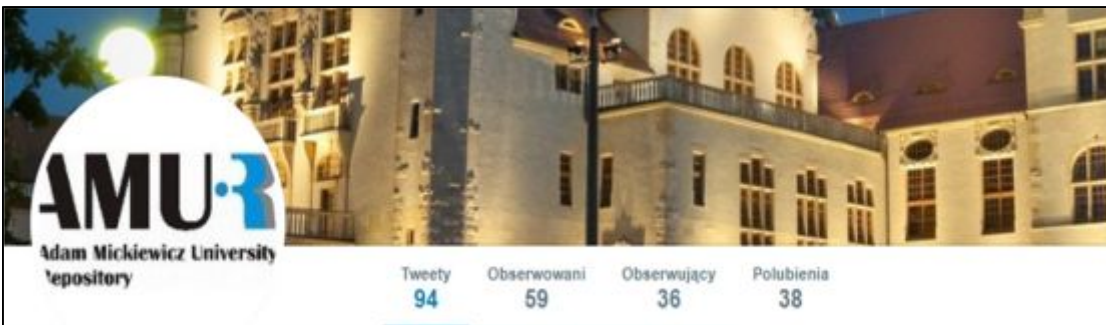 AMU·R
Adam Mickiewicz University
Repository
Tweety Obserwowani Obserwujący Polubienia
94 59 36 38